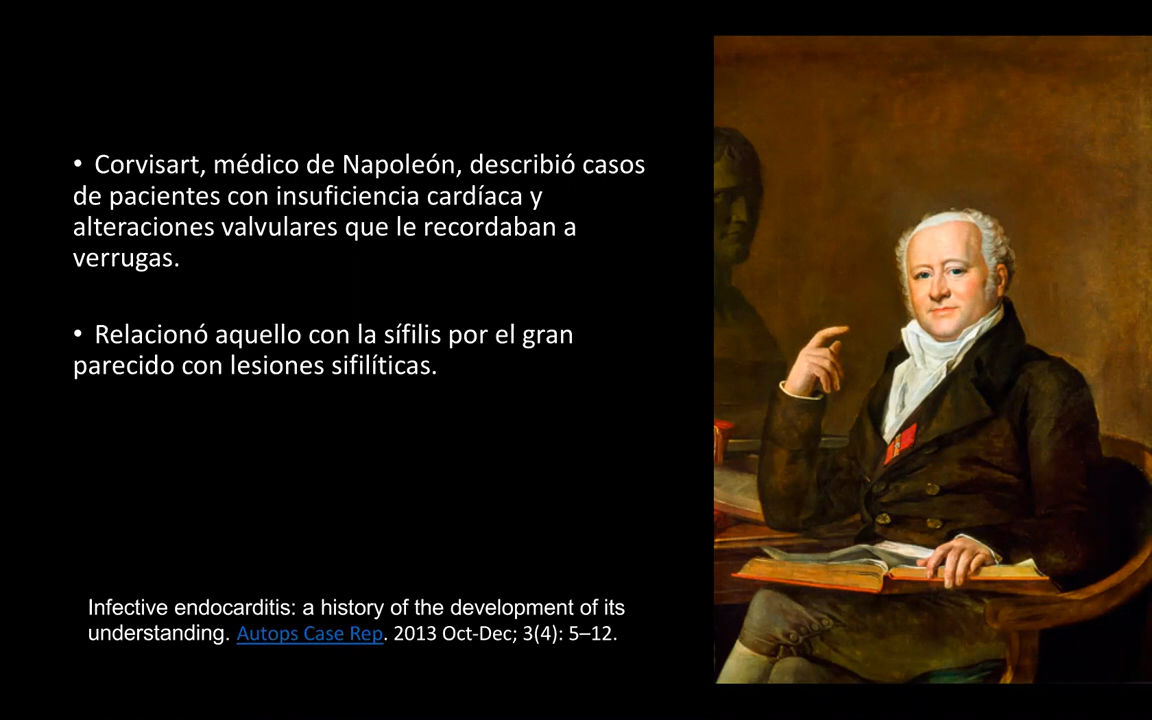 • Corvisart, médico de Napoleón, describió casos
de pacientes con insuficiencia cardíaca y
alteraciones valvulares que le recordaban a
verrugas.
• Relacionó aquello con la sífilis por el gran
parecido con lesiones sifilíticas.
Infective endocarditis: a history of the development of its
understanding. Autops Case Rep. 2013 Oct-Dec; 3(4): 5–12.